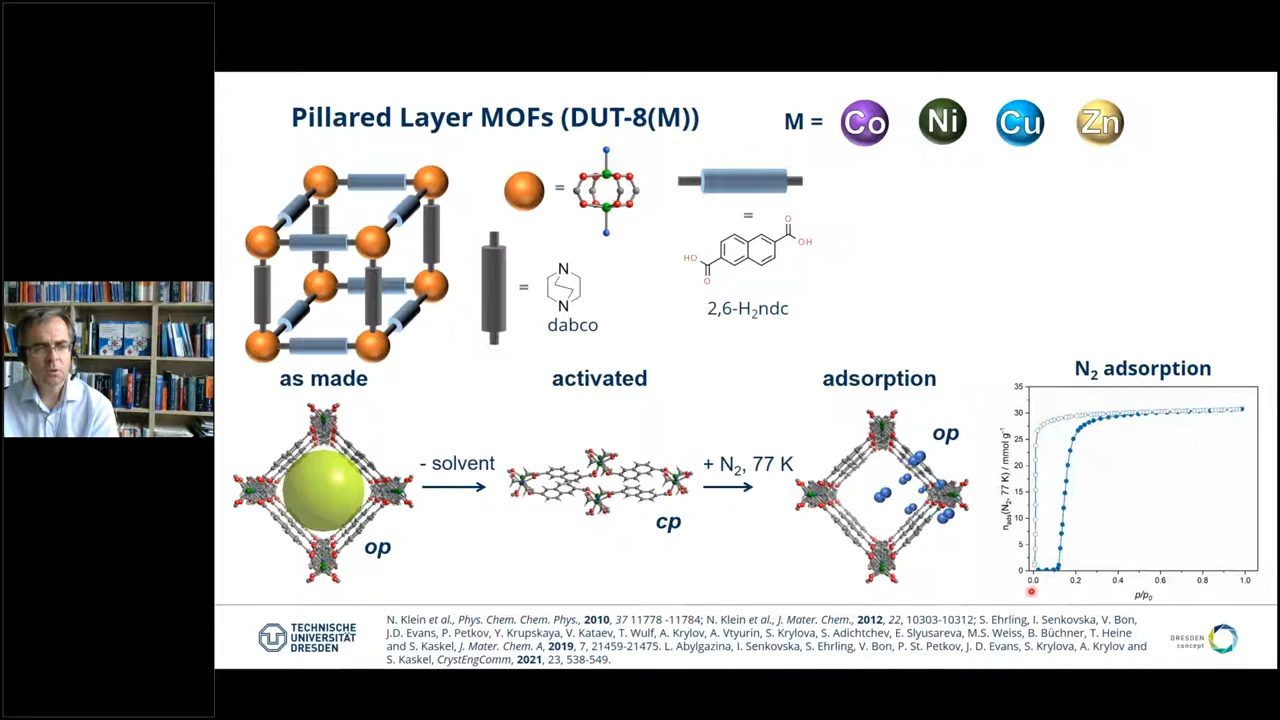 Pillared Layer MOFs (DUT-8(M))
M =
Co
Ni
Cu
Zn
=
=
N
N
dabco
=
O
OH
HO
O
2,6-H₂ndc
as made
activated
adsorption
N₂ adsorption
- solvent
+ N₂, 77 K
op
cp
op
n_ads(N₂, 77 K) / mmol g⁻¹
35
30
25
20
15
10
5
0
0.0 0.2 0.4 0.6 0.8 1.0
p/p₀
TECHNISCHE
UNIVERSITÄT
DRESDEN
N. Klein et al., Phys. Chem. Chem. Phys., 2010, 37 11778 -11784; N. Klein et al., J. Mater. Chem., 2012, 22, 10303-10312; S. Ehrling, I. Senkovska, V. Bon,
J.D. Evans, P. Petkov, Y. Krupskaya, V. Kataev, T. Wulf, A. Krylov, A. Vtyurin, S. Krylova, S. Adichtchev, E. Slyusareva, M.S. Weiss, B. Büchner, T. Heine
and S. Kaskel, J. Mater. Chem. A, 2019, 7, 21459-21475. L. Abylgazina, I. Senkovska, S. Ehrling, V. Bon, P. St. Petkov, J. D. Evans, S. Krylova, A. Krylov and
S. Kaskel, CrystEngComm, 2021, 23, 538-549.
DRESDEN
concept